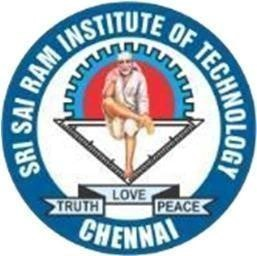 SRI SAI RAM INSTITUTE OF TECHNOLOGY
LOVE
TRUTH PEACE
CHENNAI